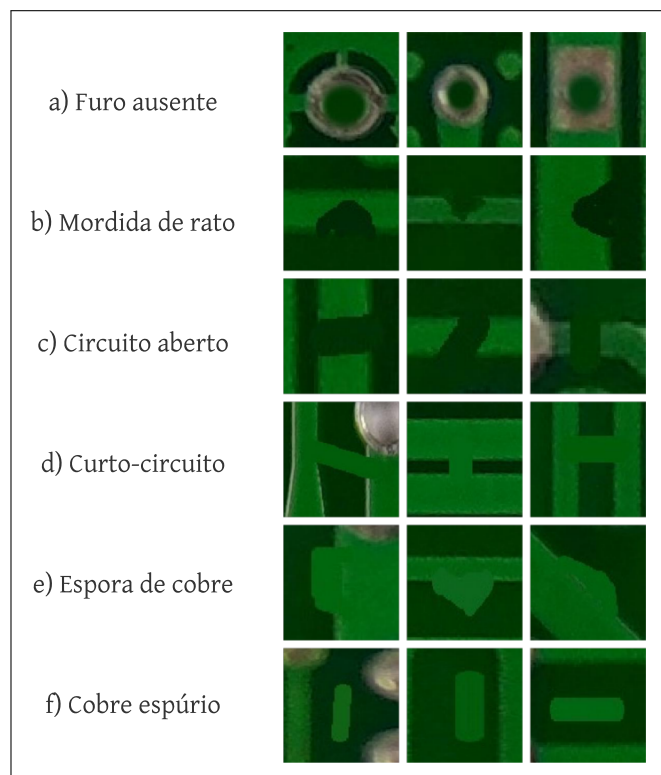 a) Furo ausente
b) Mordida de rato
c) Circuito aberto
d) Curto-circuito
e) Espora de cobre
f) Cobre espúrio